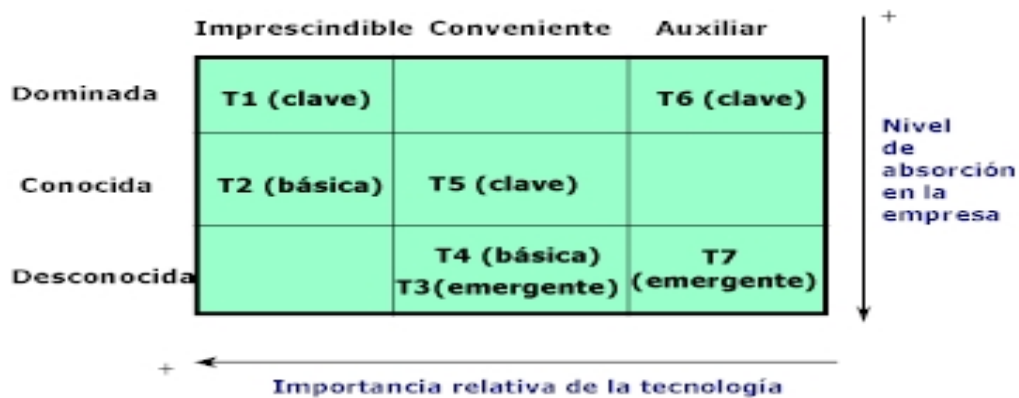 +
Imprescindible Conveniente Auxiliar
Dominada T1 (clave) T6 (clave)
Nivel
de
absorción
en la
empresa
Conocida T2 (básica) T5 (clave)
Desconocida T4 (básica) T7
T3(emergente) (emergente)
+
Importancia relativa de la tecnología